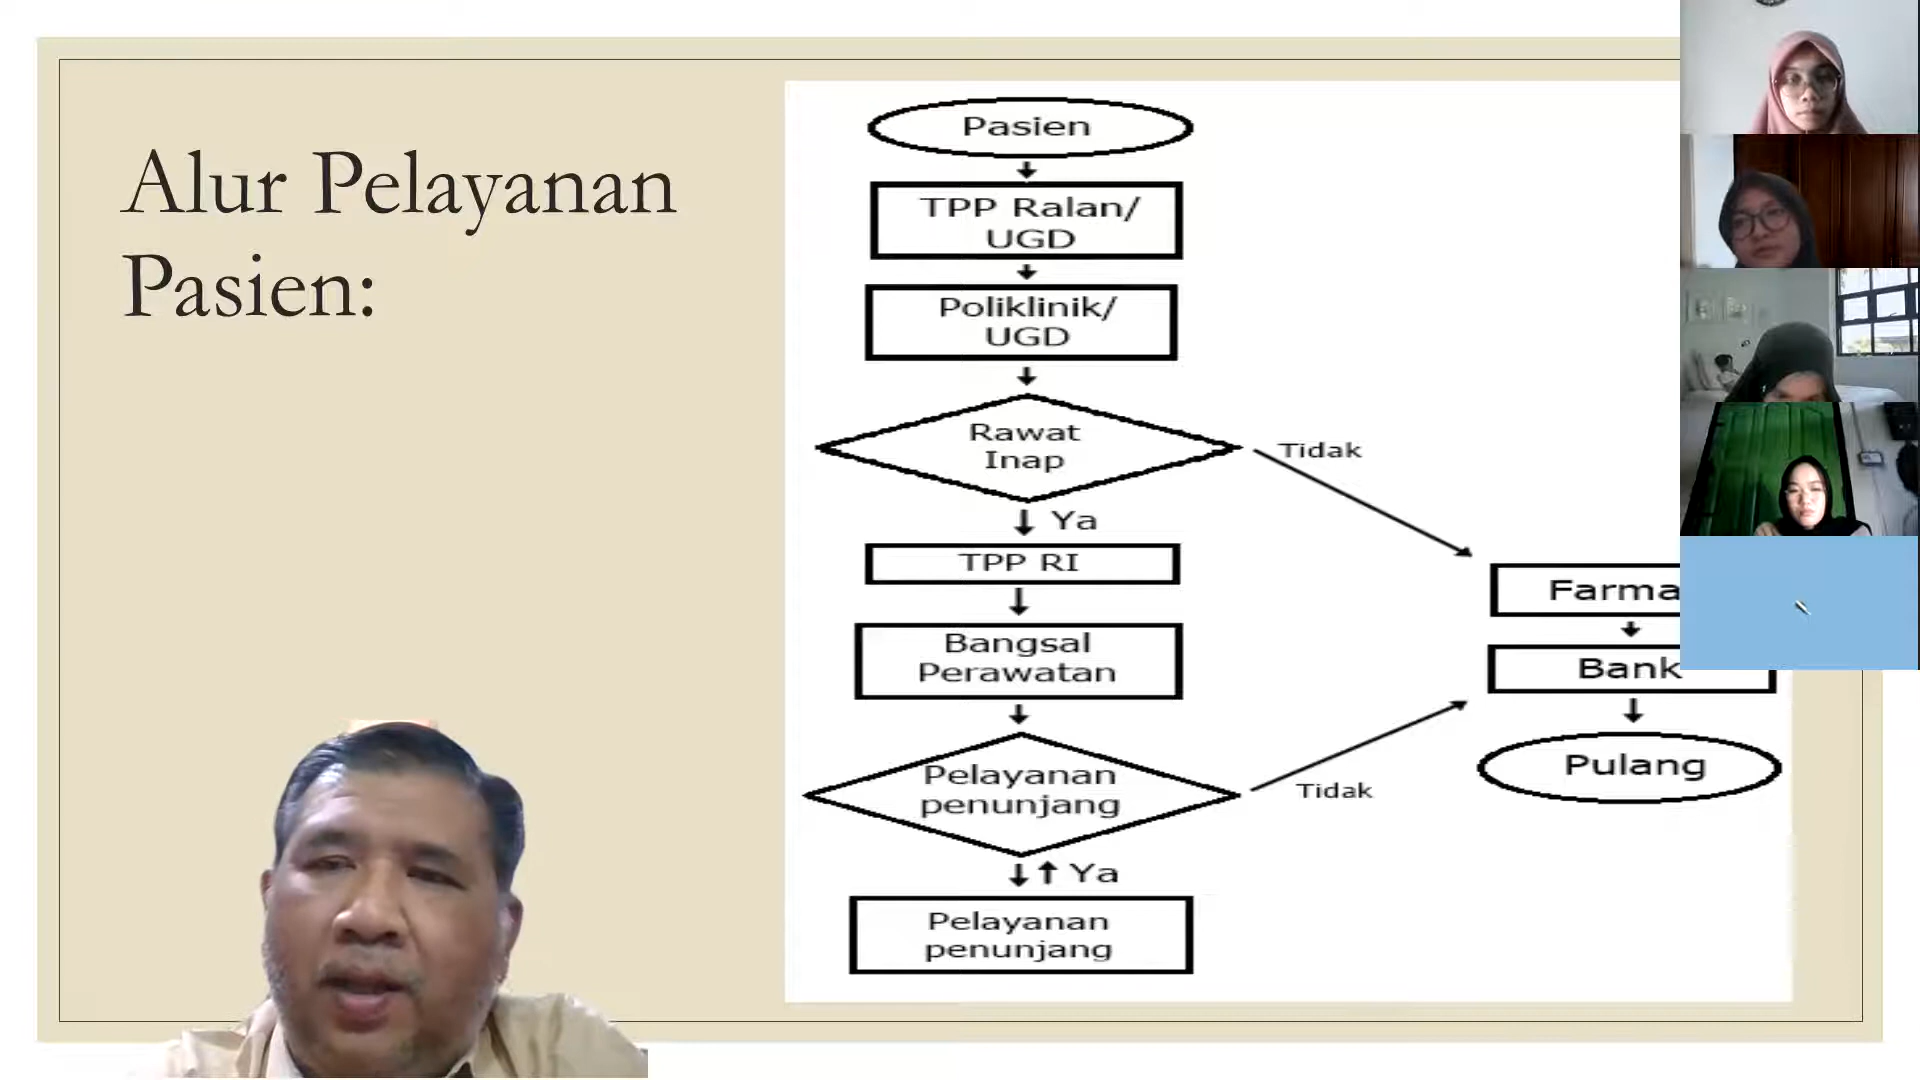 Alur Pelayanan
Pasien:
Pasien
TPP Ralan/
UGD
Poliklinik/
UGD
Rawat
Inap
Tidak
Ya
TPP RI
Bangsal
Perawatan
Pelayanan
penunjang
Tidak
Ya
Pelayanan
penunjang
Bank
Pulang